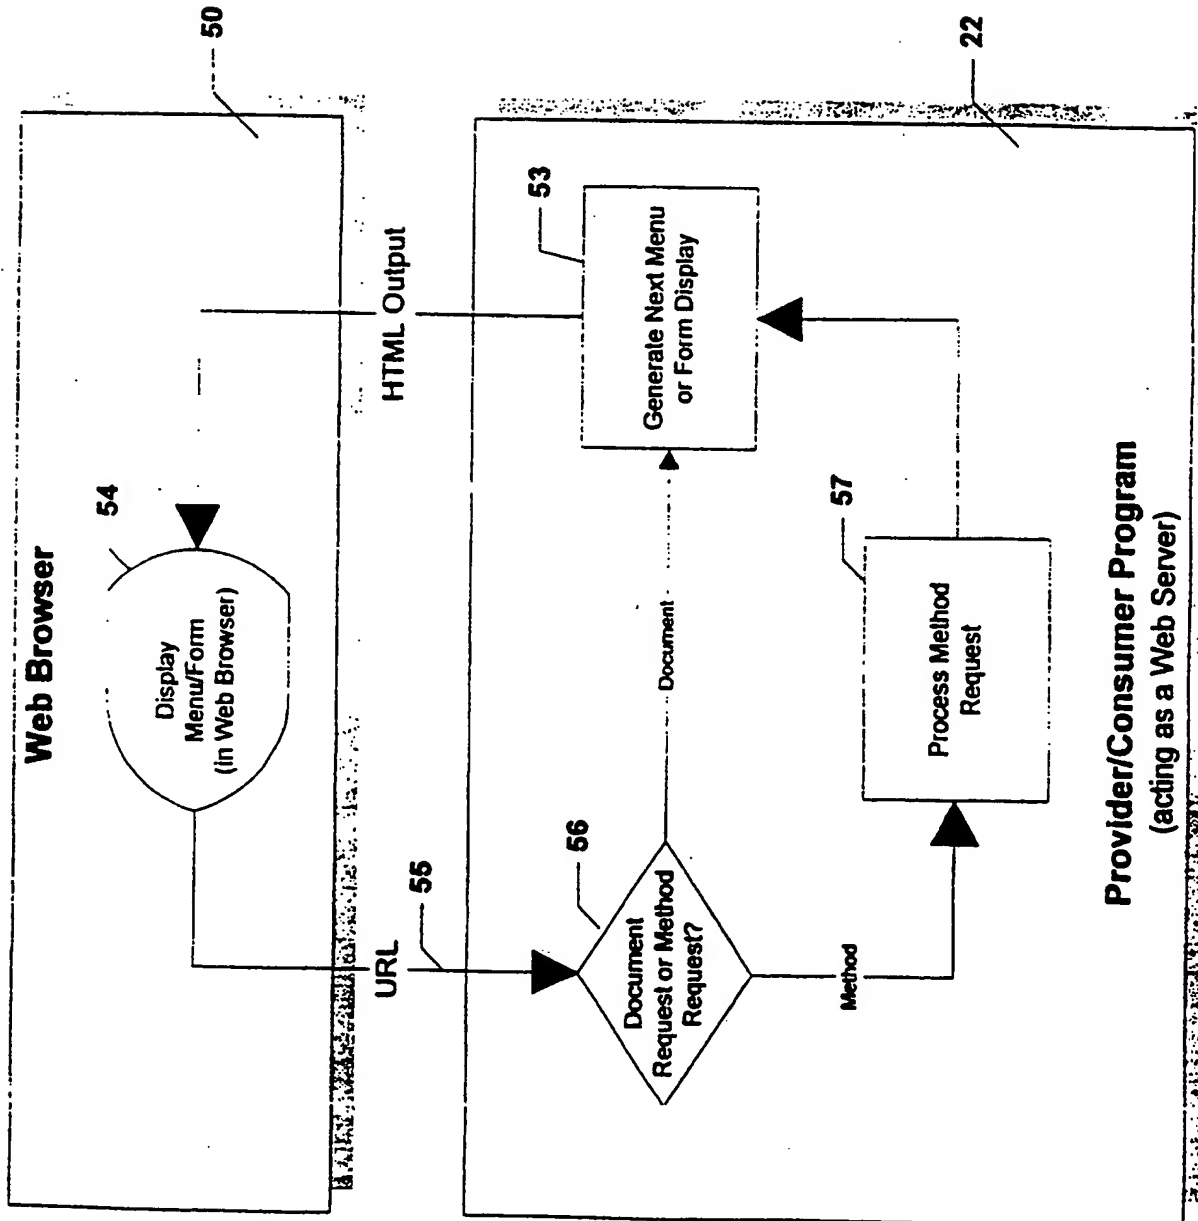 Web Browser
50
54
Display
Menu/Form
(in Web Browser)
URL
55
HTML Output
56
Document
Request or Method
Request?
Document
Method
53
Generate Next Menu
or Form Display
57
Process Method
Request
22
Provider/Consumer Program
(acting as a Web Server)